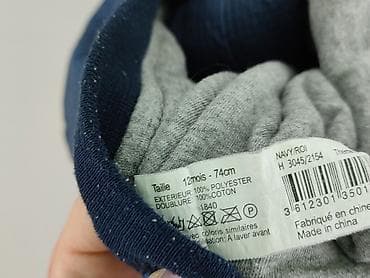 Taille 12mois - 74cm
EXTERIEUR 100% POLYESTER
DOUBLURE 100%COTON
1840
avec coloris similaires
A laver avant
NAVY/ROI
H 3045/2154
3 612301 3501
Fabriqué en chine
Made in china